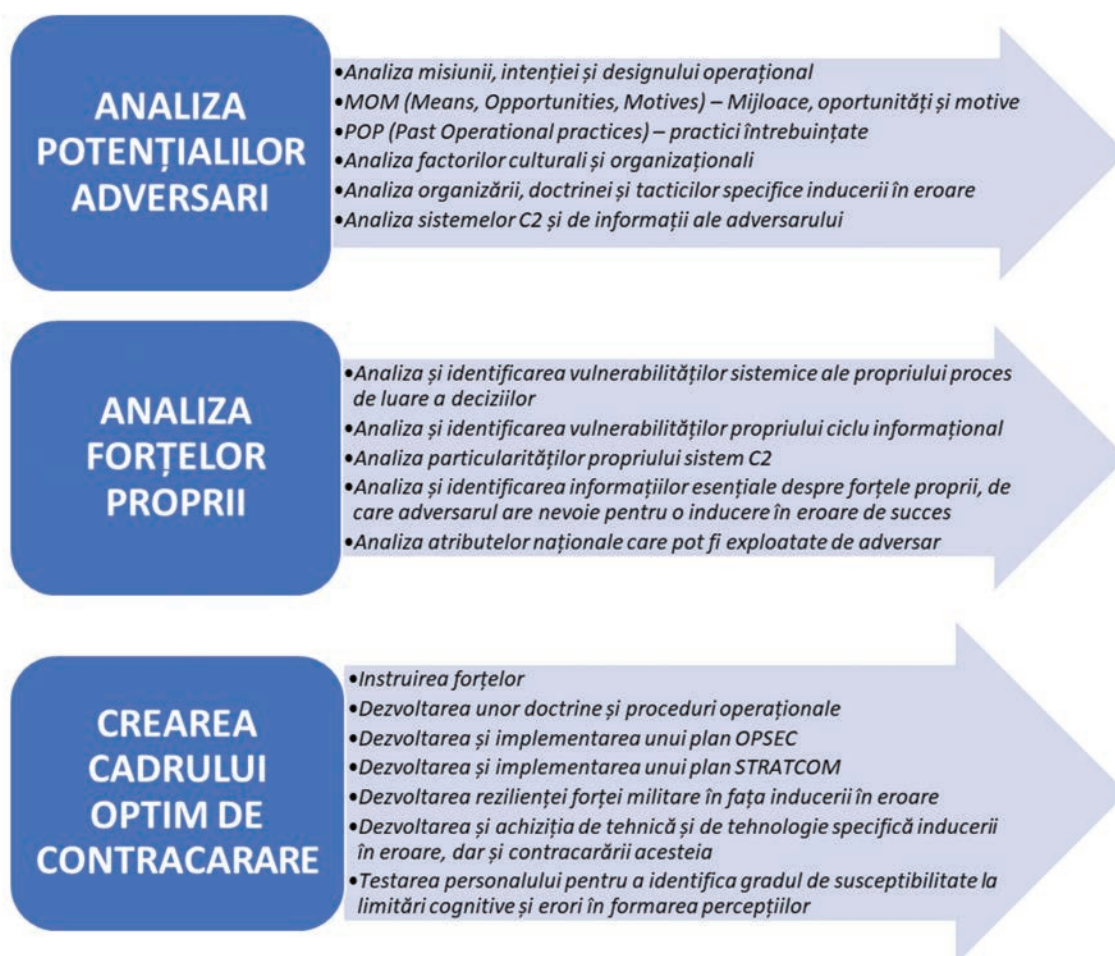 ANALIZA
POTENȚIALILOR
ADVERSARI
•Analiza misiunii, intenției și designului operațional
•MOM (Means, Opportunities, Motives) – Mijloace, oportunități și motive
•POP (Past Operational practices) – practici întrebuințate
•Analiza factorilor culturali și organizaționali
•Analiza organizării, doctrinei și tacticilor specifice inducerii în eroare
•Analiza sistemelor C2 și de informații ale adversarului
ANALIZA
FORȚELOR
PROPRII
•Analiza și identificarea vulnerabilităților sistemice ale propriului proces
de luare a deciziilor
•Analiza și identificarea vulnerabilităților propriului ciclu informațional
•Analiza particularităților propriului sistem C2
•Analiza și identificarea informațiilor esențiale despre forțele proprii, de
care adversarul are nevoie pentru o inducere în eroare de succes
•Analiza atributelor naționale care pot fi exploatate de adversar
CREAREA
CADRULUI
OPTIM DE
CONTRACARARE
•Instruirea forțelor
•Dezvoltarea unor doctrine și proceduri operaționale
•Dezvoltarea și implementarea unui plan OPSEC
•Dezvoltarea și implementarea unui plan STRATCOM
•Dezvoltarea rezilienței forței militare în fața inducerii în eroare
•Dezvoltarea și achiziția de tehnică și de tehnologie specifică inducerii
în eroare, dar și contracarării acesteia
•Testarea personalului pentru a identifica gradul de susceptibilitate la
limitări cognitive și erori în formarea percepțiilor